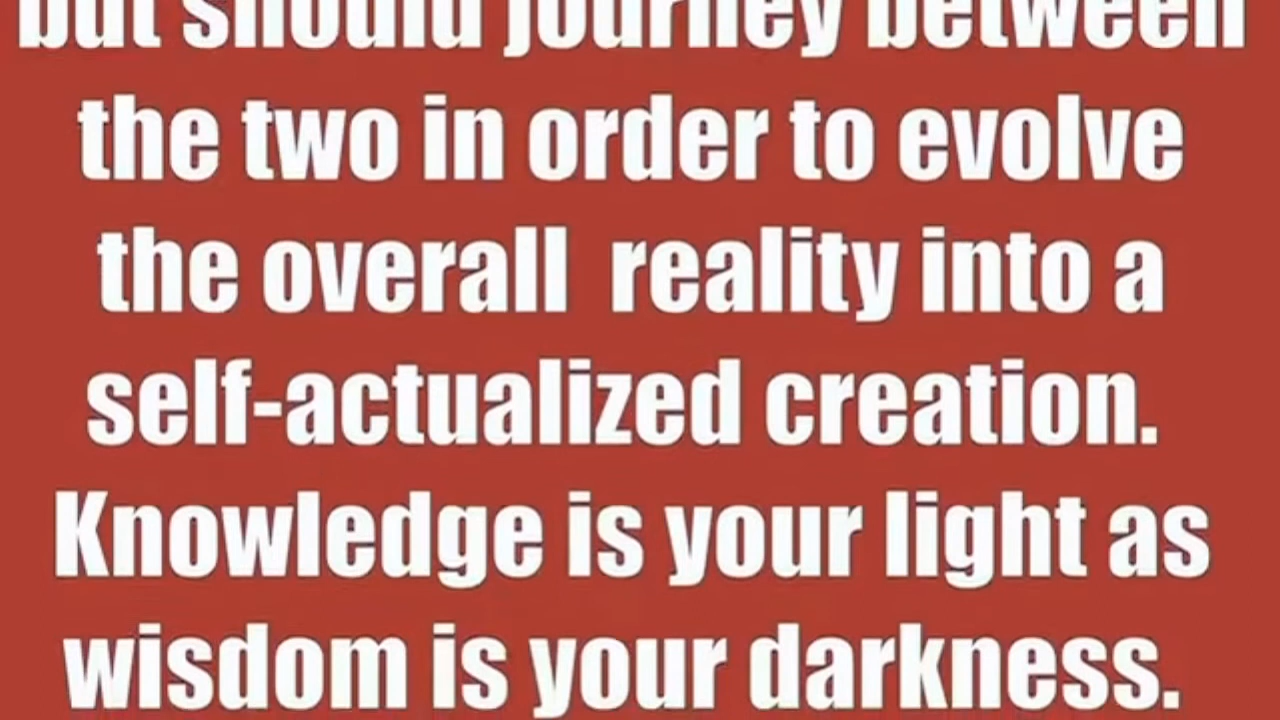 but should journey between
the two in order to evolve
the overall  reality into a
self-actualized creation.
Knowledge is your light as
wisdom is your darkness.